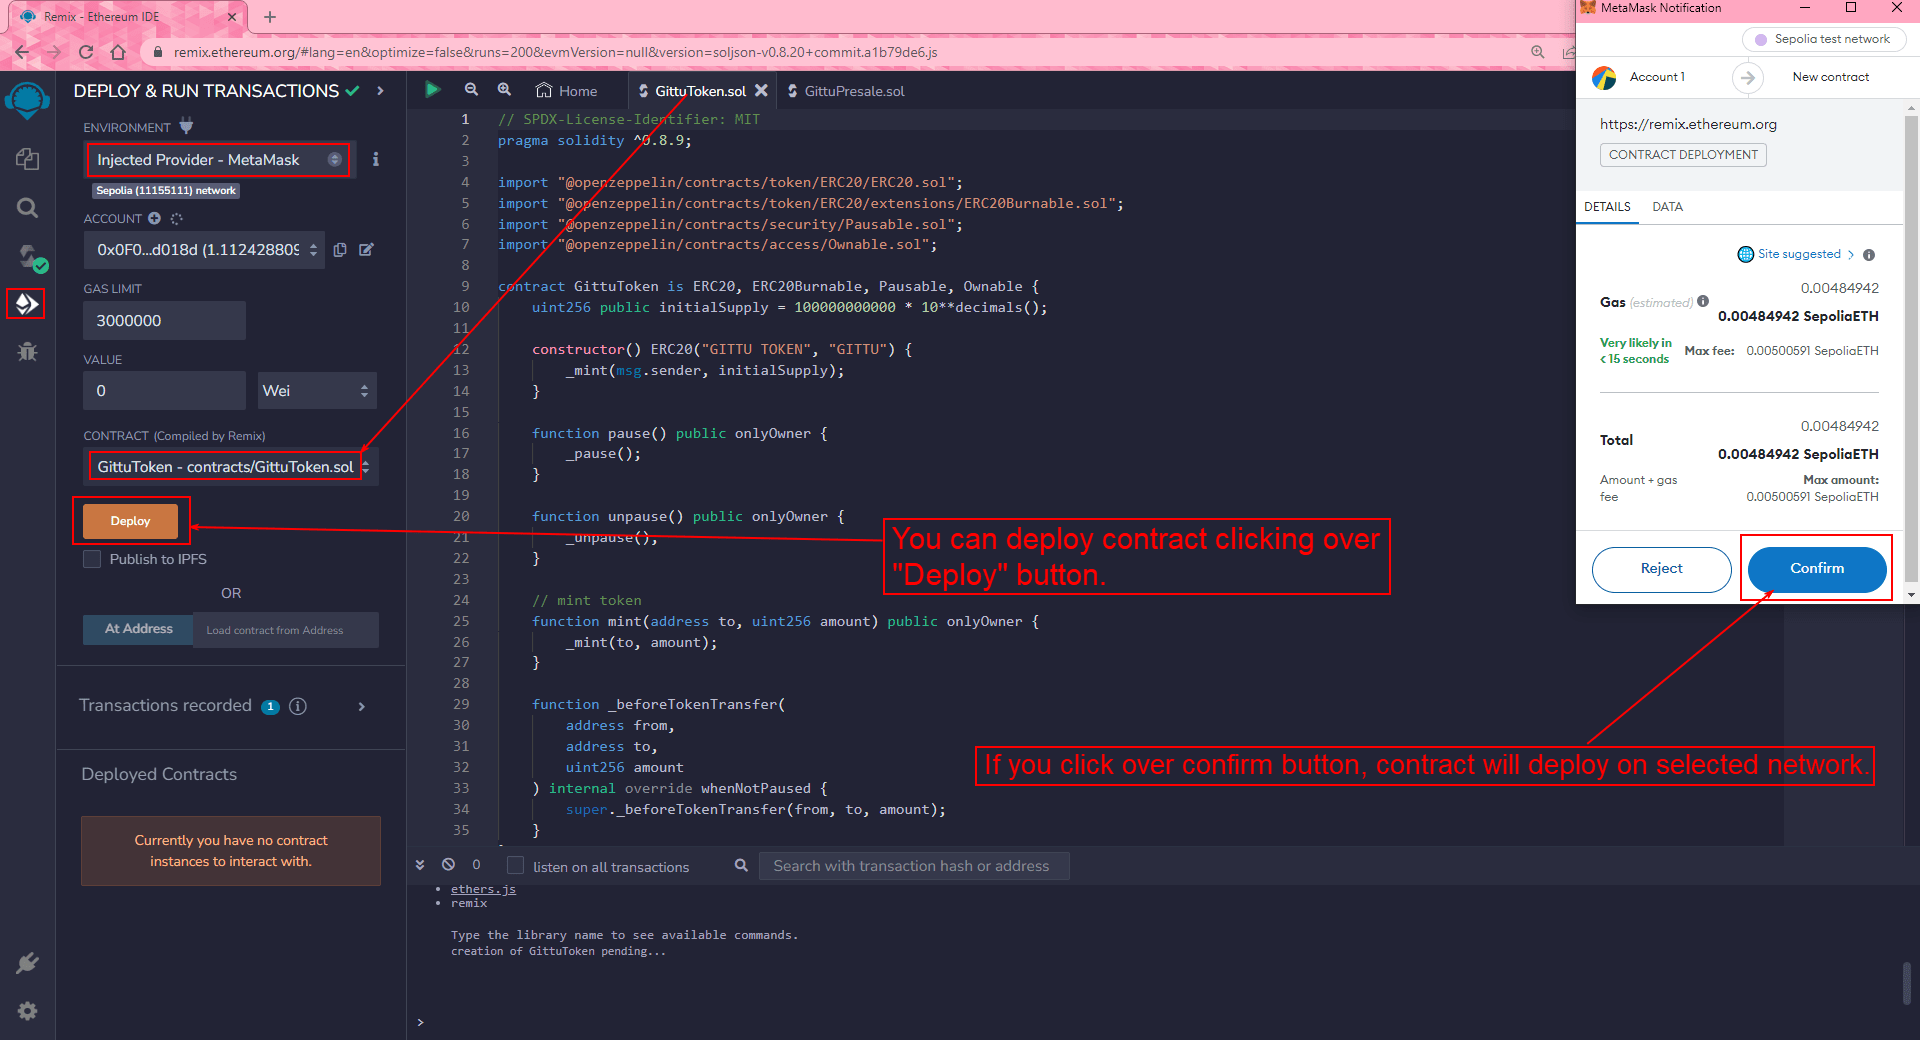 Remix - Ethereum IDE
remix.ethereum.org/#lang=en&optimize=false&runs=200&evmVersion=null&version=soljson-v0.8.20+commit.a1b79de6.js
DEPLOY & RUN TRANSACTIONS
ENVIRONMENT
Injected Provider - MetaMask
Sepolia (11155111) network
ACCOUNT
0x0F0...d018d (1.112428809
GAS LIMIT
3000000
VALUE
0
Wei
CONTRACT (Compiled by Remix)
GittuToken - contracts/GittuToken.sol
Deploy
Publish to IPFS
OR
At Address
Load contract from Address
Transactions recorded 1
Deployed Contracts
Currently you have no contract
instances to interact with.
Home
GittuToken.sol
GittuPresale.sol
1 // SPDX-License-Identifier: MIT
2 pragma solidity ^0.8.9;
3
4 import "@openzeppelin/contracts/token/ERC20/ERC20.sol";
5 import "@openzeppelin/contracts/token/ERC20/extensions/ERC20Burnable.sol";
6 import "@openzeppelin/contracts/security/Pausable.sol";
7 import "@openzeppelin/contracts/access/Ownable.sol";
8
9 contract GittuToken is ERC20, ERC20Burnable, Pausable, Ownable {
10 uint256 public initialSupply = 100000000000 * 10**decimals();
11
12 constructor() ERC20("GITTU TOKEN", "GITTU") {
13 _mint(msg.sender, initialSupply);
14 }
15
16 function pause() public onlyOwner {
17 _pause();
18 }
19
20 function unpause() public onlyOwner {
21 _unpause();
22 }
23
24 // mint token
25 function mint(address to, uint256 amount) public onlyOwner {
26 _mint(to, amount);
27 }
28
29 function _beforeTokenTransfer(
30 address from,
31 address to,
32 uint256 amount
33 ) internal override whenNotPaused {
34 super._beforeTokenTransfer(from, to, amount);
35 }
You can deploy contract clicking over
"Deploy" button.
If you click over confirm button, contract will deploy on selected network.
0
listen on all transactions
Search with transaction hash or address
• ethers.js
• remix
Type the library name to see available commands.
creation of GittuToken pending...
>
MetaMask Notification
Sepolia test network
Account 1
New contract
https://remix.ethereum.org
CONTRACT DEPLOYMENT
DETAILS
DATA
Site suggested >
0.00484942
Gas (estimated)
0.00484942 SepoliaETH
Very likely in
< 15 seconds
Max fee: 0.00500591 SepoliaETH
0.00484942
Total
0.00484942 SepoliaETH
Amount + gas
fee
Max amount:
0.00500591 SepoliaETH
Reject
Confirm